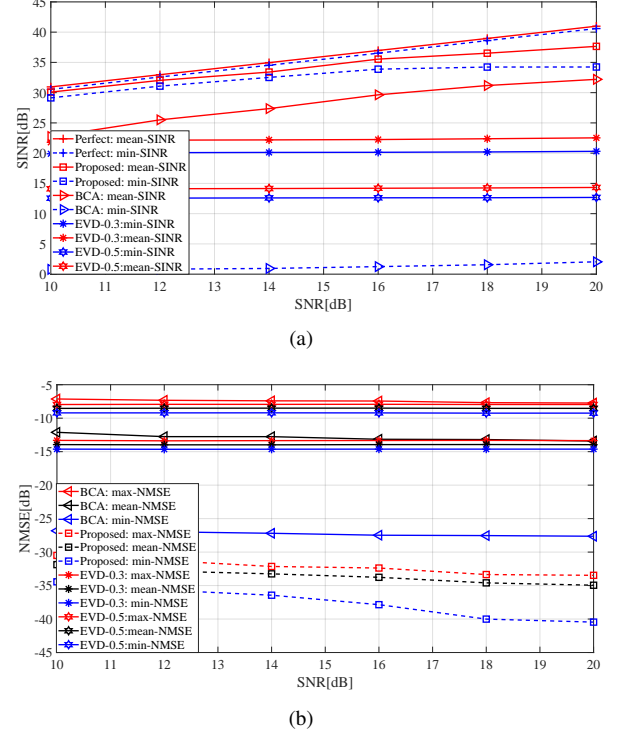 45
40
35
30
25
20
15
10
5
0
SINR[dB]
Perfect: mean-SINR
Perfect: min-SINR
Proposed: mean-SINR
Proposed: min-SINR
BCA: mean-SINR
BCA: min-SINR
EVD-0.3:min-SINR
EVD-0.3:mean-SINR
EVD-0.5:min-SINR
EVD-0.5:mean-SINR
10 11 12 13 14 15 16 17 18 19 20
SNR[dB]
(a)
-5
-10
-15
-20
-25
-30
-35
-40
-45
NMSE[dB]
BCA: max-NMSE
BCA: mean-NMSE
BCA: min-NMSE
Proposed: max-NMSE
Proposed: mean-NMSE
Proposed: min-NMSE
EVD-0.3: max-NMSE
EVD-0.3: mean-NMSE
EVD-0.3: min-NMSE
EVD-0.5:max-NMSE
EVD-0.5:mean-NMSE
EVD-0.5:min-NMSE
10 11 12 13 14 15 16 17 18 19 20
SNR[dB]
(b)